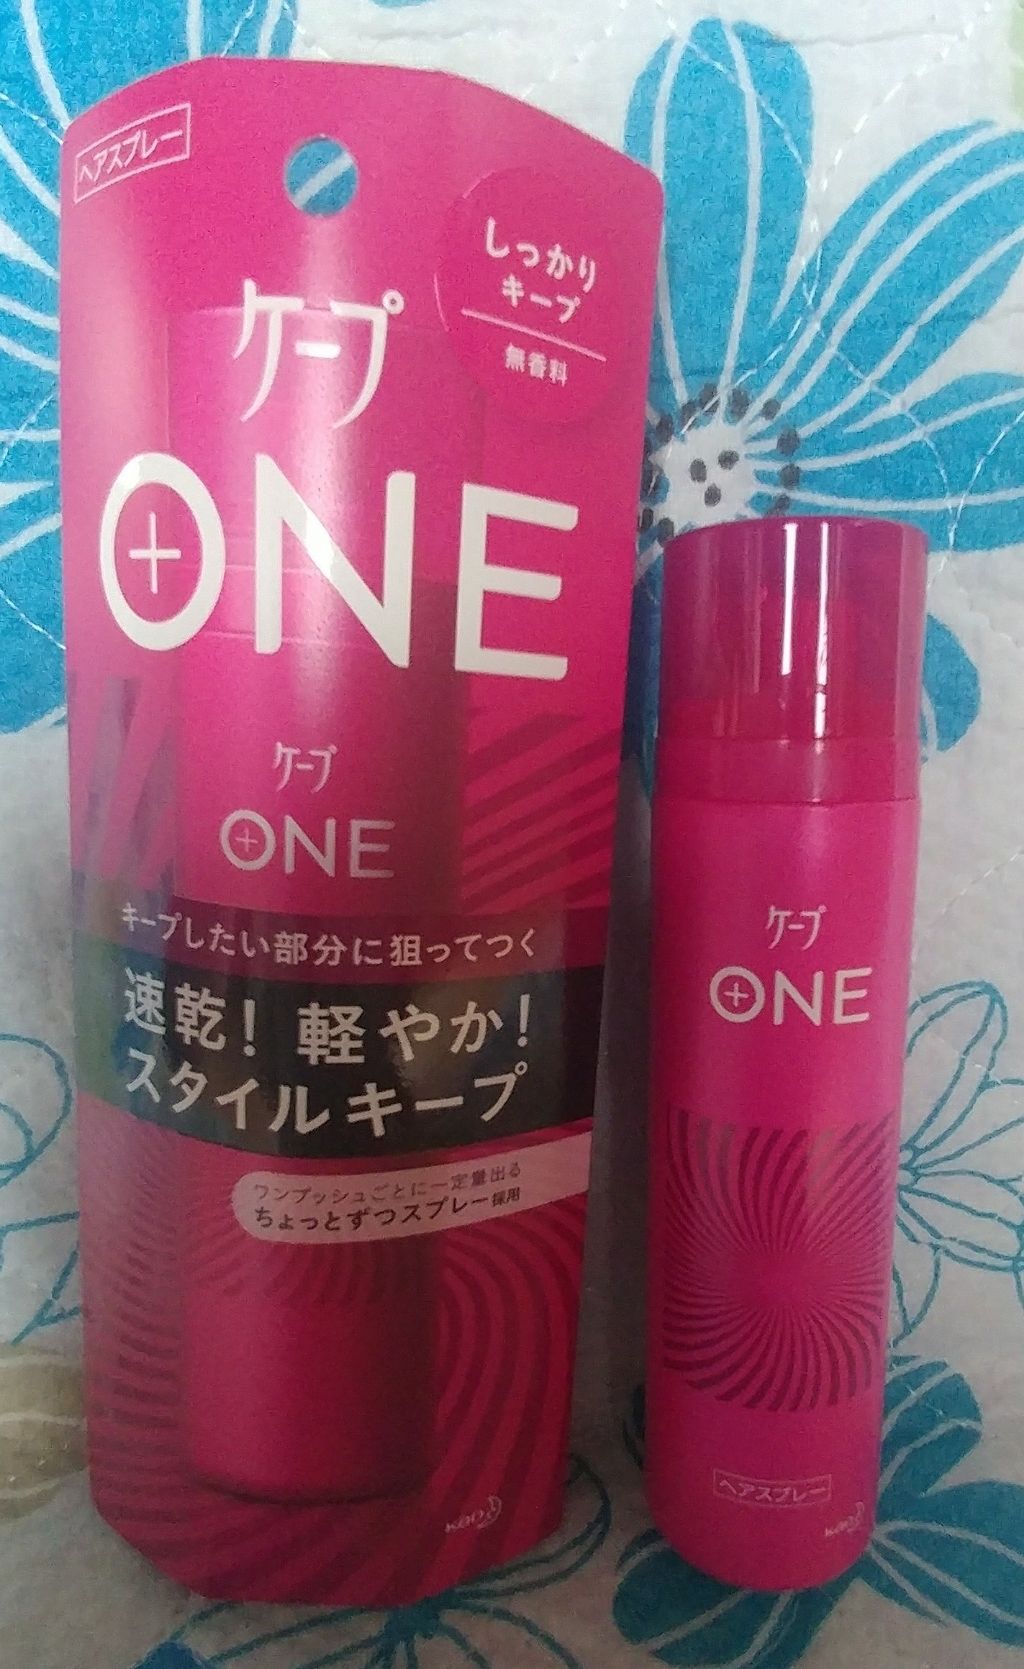 ヘアスプレー
しっかり
キープ
無香料
ケープ
ONE
ケープ
ONE
キープしたい部分に狙ってつく
速乾！軽やか！
スタイルキープ
ワンプッシュごとに一定量出る
ちょっとずつスプレー採用
kao
ケープ
ONE
ヘアスプレー
kao